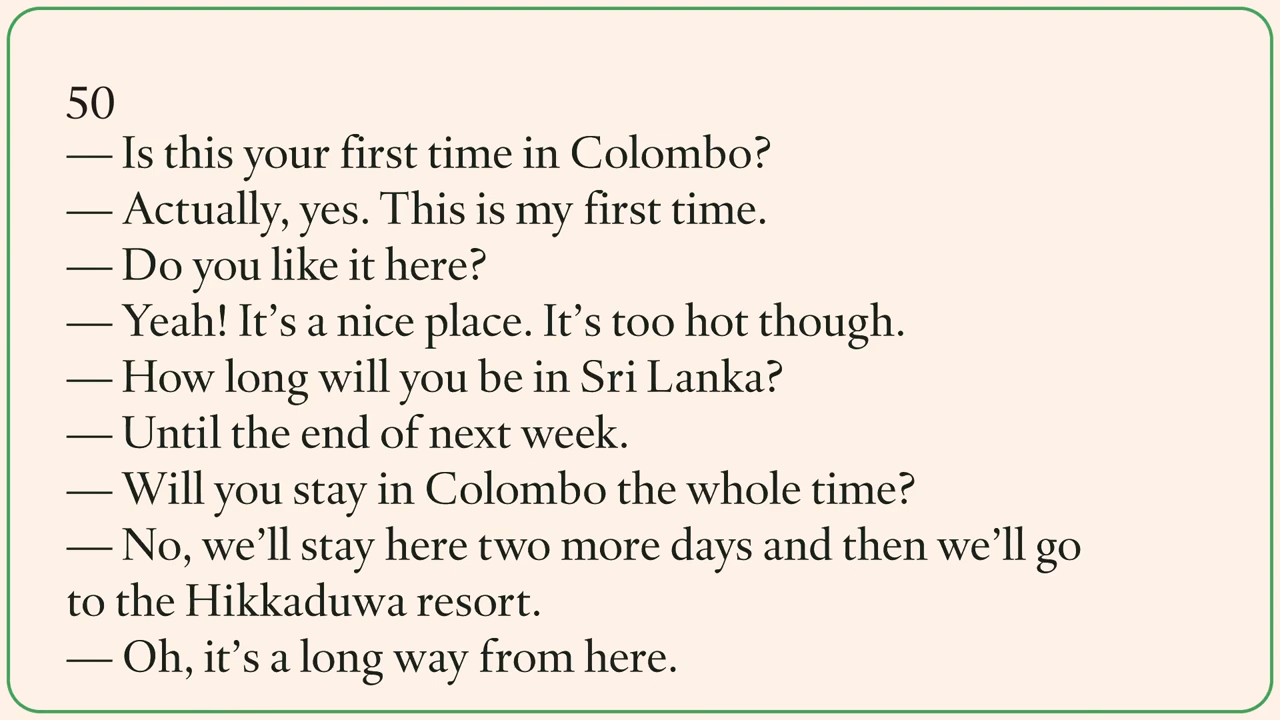 50
— Is this your first time in Colombo?
— Actually, yes. This is my first time.
— Do you like it here?
— Yeah! It’s a nice place. It’s too hot though.
— How long will you be in Sri Lanka?
— Until the end of next week.
— Will you stay in Colombo the whole time?
— No, we’ll stay here two more days and then we’ll go
to the Hikkaduwa resort.
— Oh, it’s a long way from here.